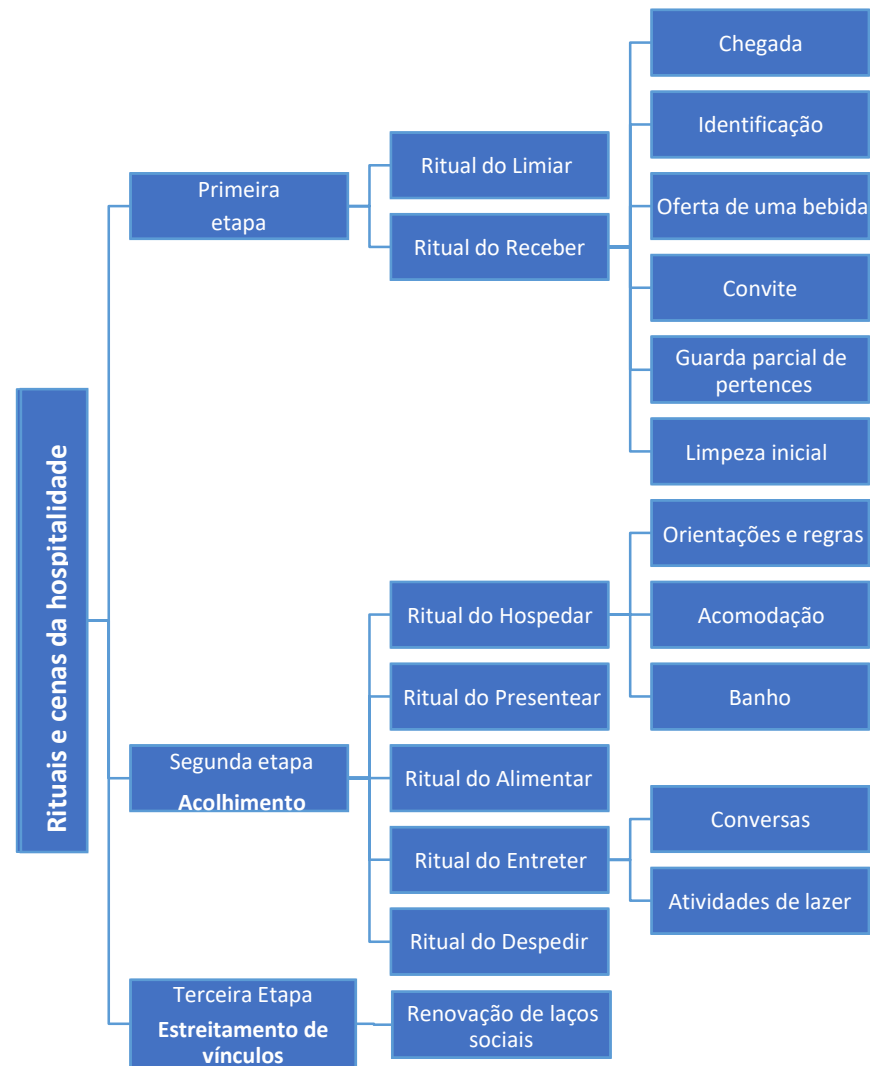 Rituais e cenas da hospitalidade
Primeira
etapa
Ritual do Limiar
Ritual do Receber
Chegada
Identificação
Oferta de uma bebida
Convite
Guarda parcial de
pertences
Limpeza inicial
Segunda etapa
Acolhimento
Ritual do Hospedar
Orientações e regras
Acomodação
Banho
Ritual do Presentear
Ritual do Alimentar
Ritual do Entreter
Conversas
Atividades de lazer
Ritual do Despedir
Terceira Etapa
Estreitamento de
vínculos
Renovação de laços
sociais